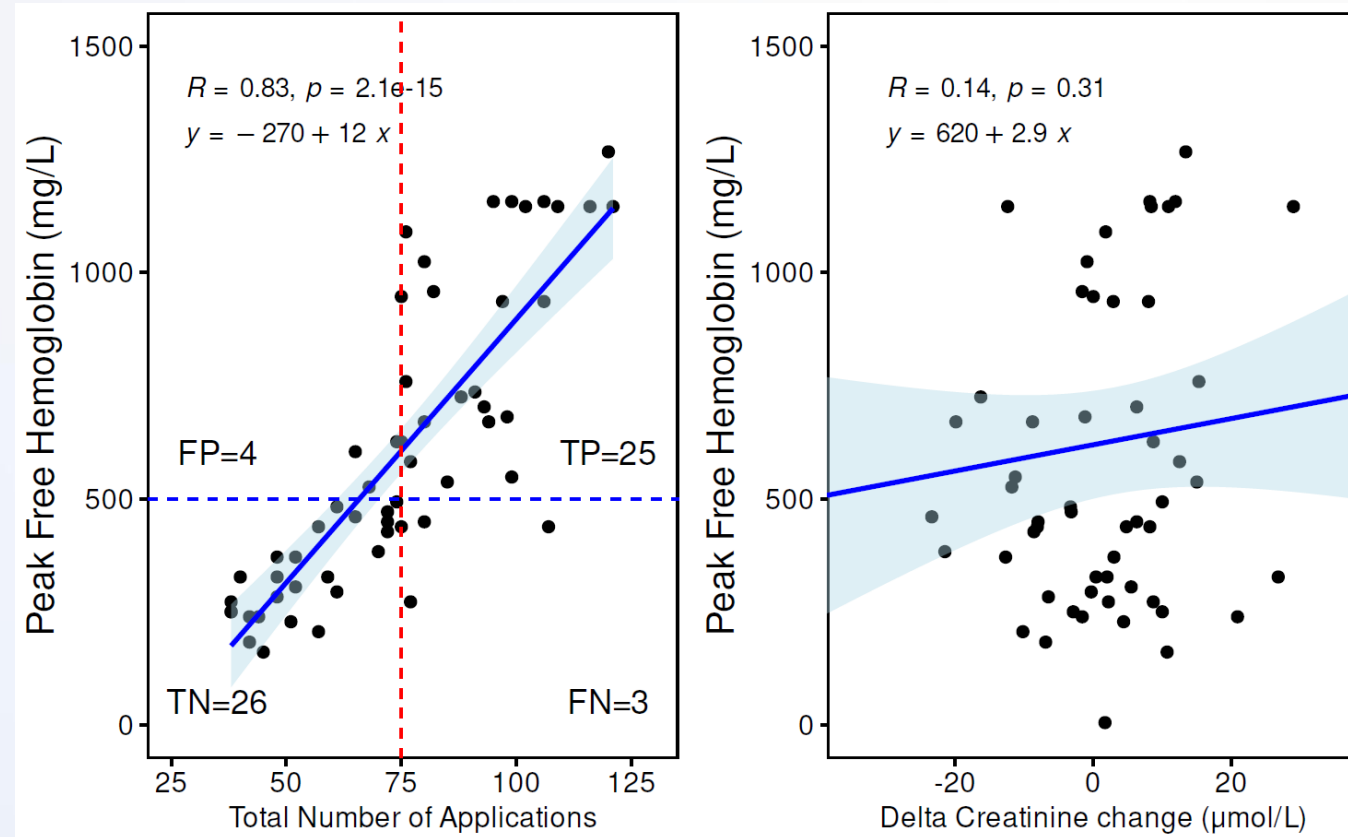 Peak Free Hemoglobin (mg/L)
1500
1000
500
0
R = 0.83, p = 2.1e-15
y = − 270 + 12 x
FP=4
TP=25
TN=26
FN=3
25 50 75 100 125
Total Number of Applications
Peak Free Hemoglobin (mg/L)
1500
1000
500
0
R = 0.14, p = 0.31
y = 620 + 2.9 x
-20 0 20
Delta Creatinine change (μmol/L)